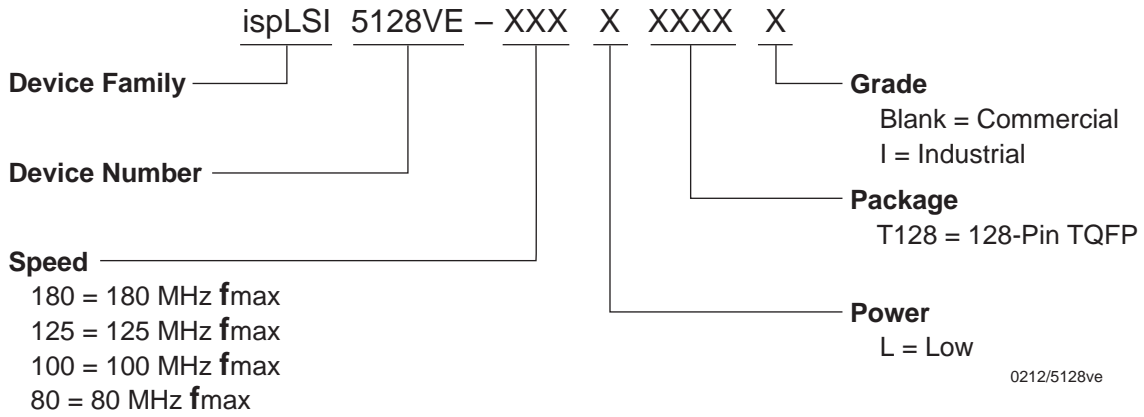 ispLSI 5128VE – XXX X XXXX X
Device Family
Device Number
Speed
180 = 180 MHz fmax
125 = 125 MHz fmax
100 = 100 MHz fmax
80 = 80 MHz fmax
Grade
Blank = Commercial
I = Industrial
Package
T128 = 128-Pin TQFP
Power
L = Low
0212/5128ve